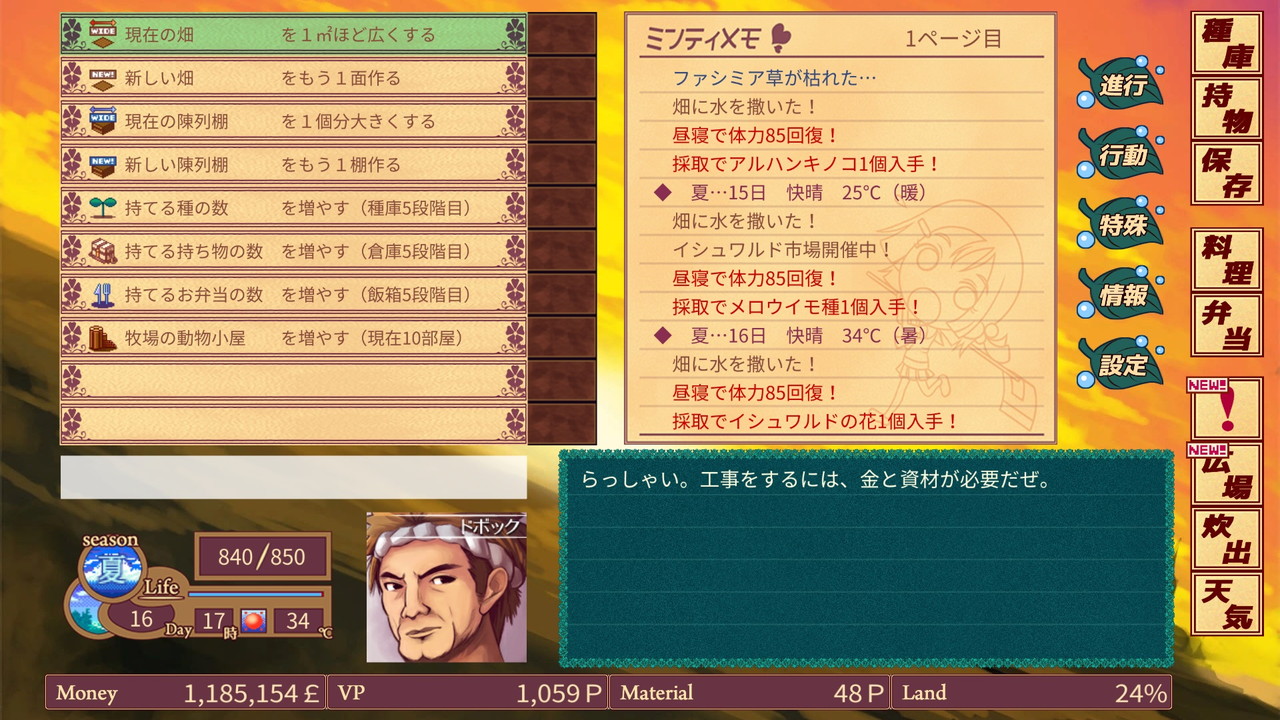 WIDE 現在の畑 を１㎡ほど広くする
NEW! 新しい畑 をもう１面作る
WIDE 現在の陳列棚 を１個分大きくする
NEW! 新しい陳列棚 をもう１棚作る
持てる種の数 を増やす（種庫5段階目）
持てる持ち物の数 を増やす（倉庫5段階目）
持てるお弁当の数 を増やす（飯箱5段階目）
牧場の動物小屋 を増やす（現在10部屋）
ミンティメモ 1ページ目
ファシミア草が枯れた…
畑に水を撒いた！
昼寝で体力85回復！
採取でアルハンキノコ1個入手！
◆ 夏…15日 快晴 25℃（暖）
畑に水を撒いた！
イシュワルド市場開催中！
昼寝で体力85回復！
採取でメロウイモ種1個入手！
◆ 夏…16日 快晴 34℃（暑）
畑に水を撒いた！
昼寝で体力85回復！
採取でイシュワルドの花1個入手！
進行
行動
特殊
情報
設定
種庫
持物
保存
料理
弁当
NEW! !
NEW! 広場
炊出
天気
らっしゃい。工事をするには、金と資材が必要だぜ。
ドボック
season
夏
840/850
Life
16 Day 17時 34℃
Money 1,185,154£
VP 1,059P
Material 48P
Land 24%